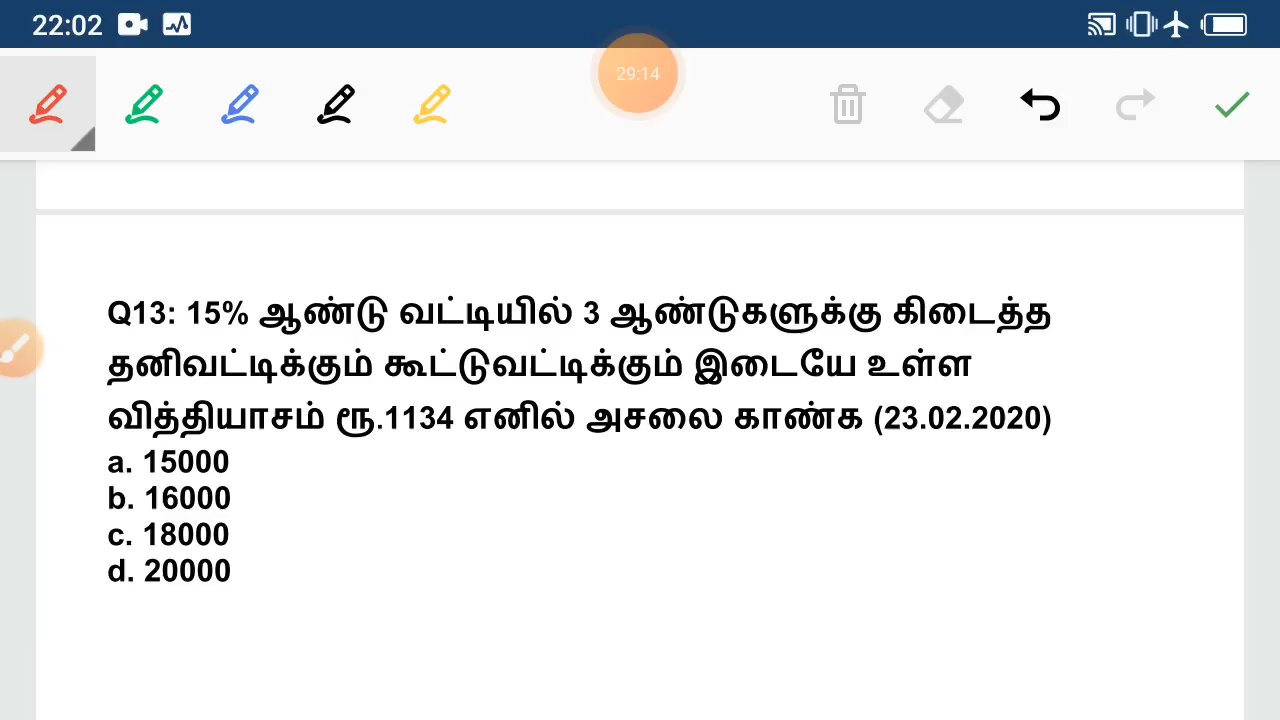 22:02
29:14
Q13: 15% ஆண்டு வட்டியில் 3 ஆண்டுகளுக்கு கிடைத்த
தனிவட்டிக்கும் கூட்டுவட்டிக்கும் இடையே உள்ள
வித்தியாசம் ரூ.1134 எனில் அசலை காண்க (23.02.2020)
a. 15000
b. 16000
c. 18000
d. 20000